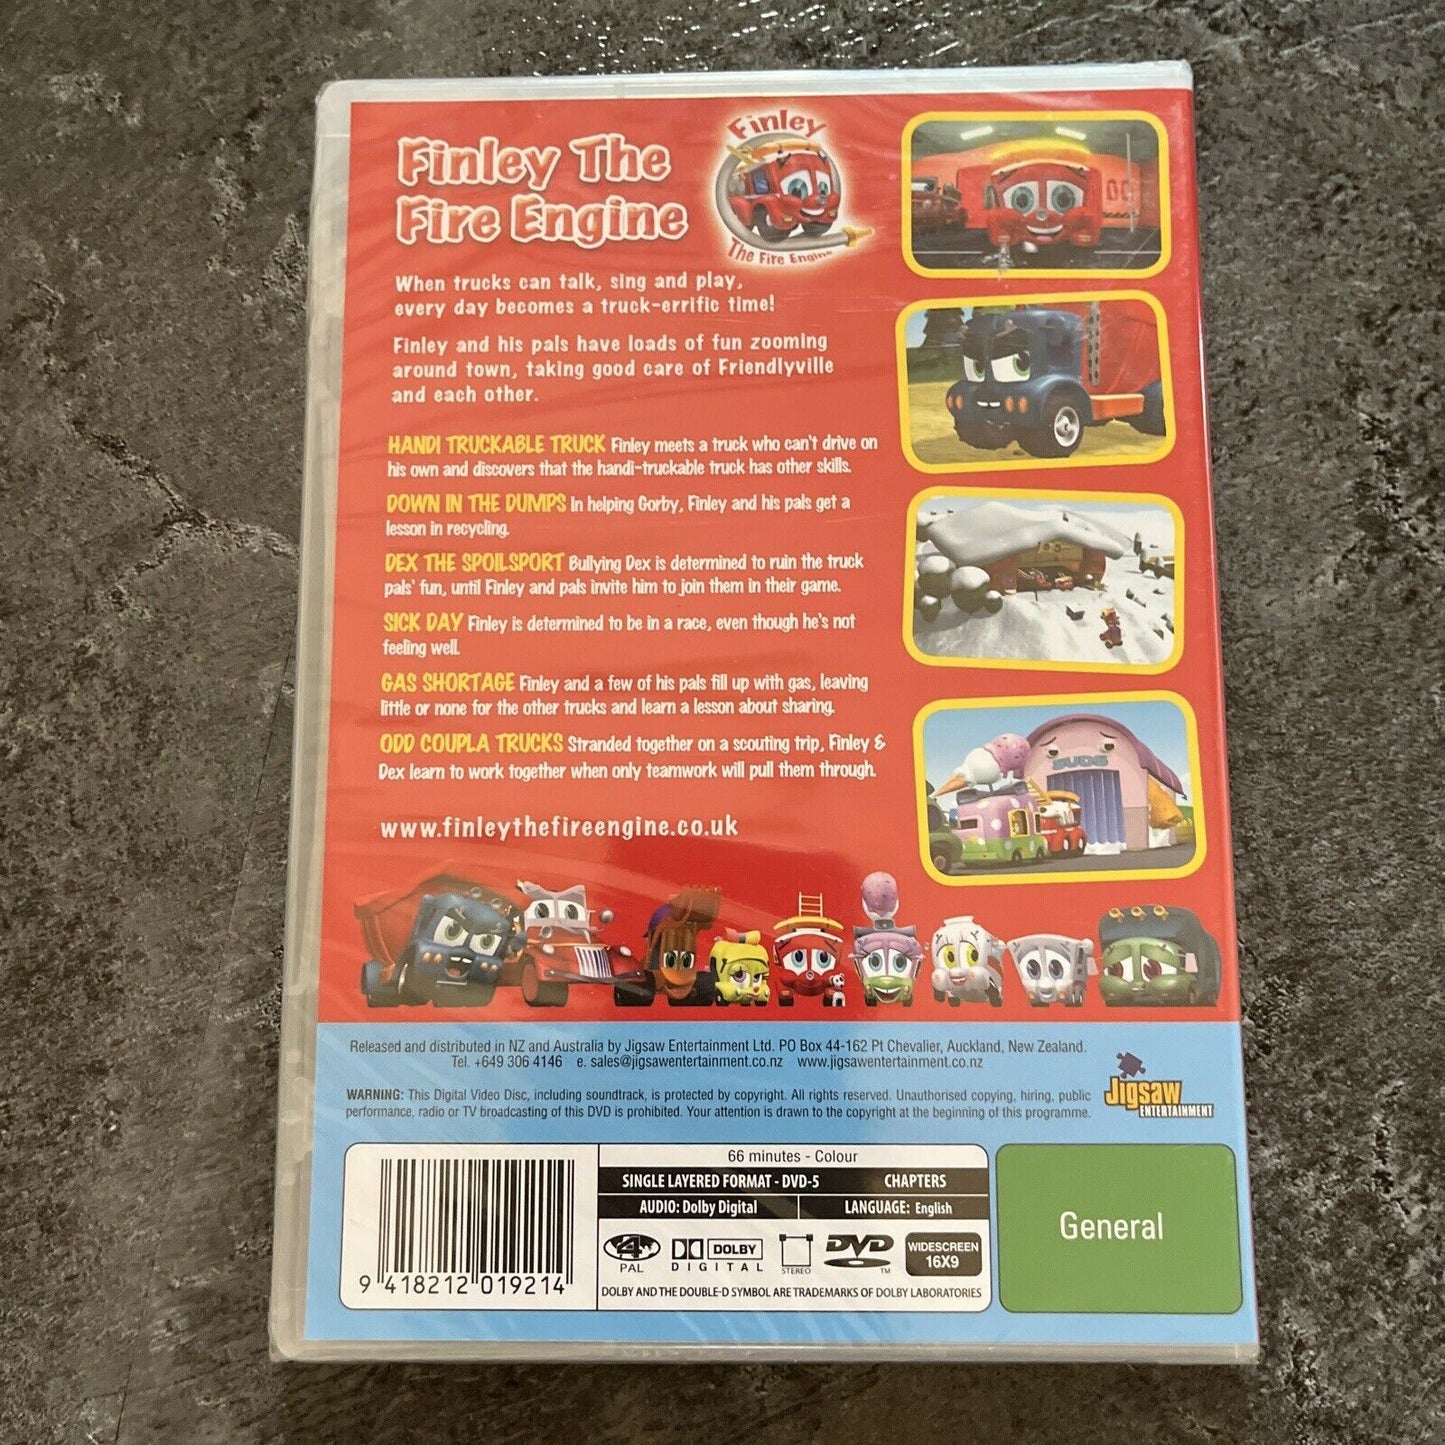 Finley The
Fire Engine
Finley
The Fire Engine
When trucks can talk, sing and play,
every day becomes a truck-errific time!
Finley and his pals have loads of fun zooming
around town, taking good care of Friendlyville
and each other.
HANDI TRUCKABLE TRUCK Finley meets a truck who can't drive on
his own and discovers that the handi-truckable truck has other skills.
DOWN IN THE DUMPS In helping Gorby, Finley and his pals get a
lesson in recycling.
DEX THE SPOILSPORT Bullying Dex is determined to ruin the truck
pals' fun, until Finley and pals invite him to join them in their game.
SICK DAY Finley is determined to be in a race, even though he's not
feeling well.
GAS SHORTAGE Finley and a few of his pals fill up with gas, leaving
little or none for the other trucks and learn a lesson about sharing.
ODD COUPLA TRUCKS Stranded together on a scouting trip, Finley &
Dex learn to work together when only teamwork will pull them through.
SUDS
www.finleythefireengine.co.uk
Released and distributed in NZ and Australia by Jigsaw Entertainment Ltd. PO Box 44-162 Pt Chevalier, Auckland, New Zealand.
Tel. +649 306 4146 e. sales@jigsawentertainment.co.nz www.jigsawentertainment.co.nz
WARNING: This Digital Video Disc, including soundtrack, is protected by copyright. All rights reserved. Unauthorised copying, hiring, public
performance, radio or TV broadcasting of this DVD is prohibited. Your attention is drawn to the copyright at the beginning of this programme.
Jigsaw
ENTERTAINMENT
9 418212 019214
66 minutes - Colour
SINGLE LAYERED FORMAT - DVD-5 CHAPTERS
AUDIO: Dolby Digital LANGUAGE: English
4
PAL
DOLBY
DIGITAL
STEREO
DVD
TM
WIDESCREEN
16X9
DOLBY AND THE DOUBLE-D SYMBOL ARE TRADEMARKS OF DOLBY LABORATORIES
General